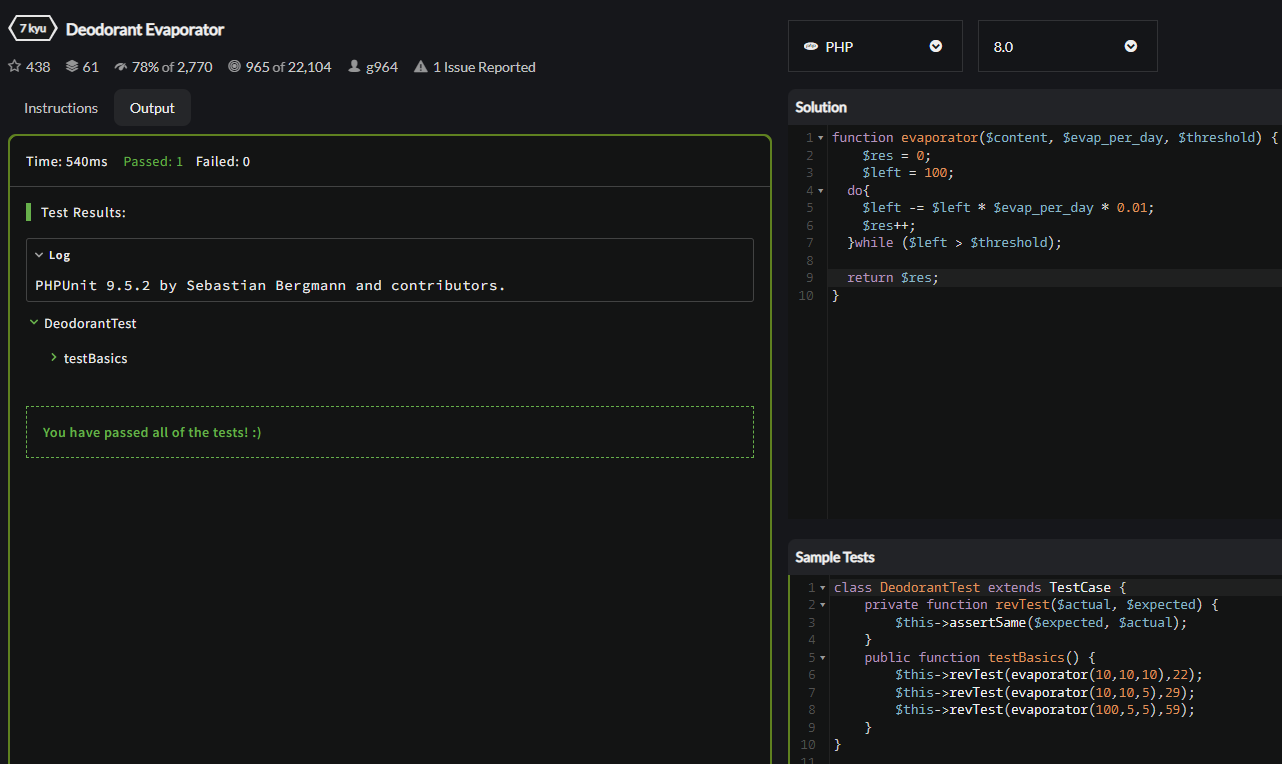 7 kyu Deodorant Evaporator
438 61 78% of 2,770 965 of 22,104 g964 1 Issue Reported
Instructions Output
Time: 540ms Passed: 1 Failed: 0
Test Results:
Log
PHPUnit 9.5.2 by Sebastian Bergmann and contributors.
DeodorantTest
testBasics
You have passed all of the tests! :)
php PHP 8.0
Solution
1 function evaporator($content, $evap_per_day, $threshold) {
2     $res = 0;
3     $left = 100;
4   do{
5     $left -= $left * $evap_per_day * 0.01;
6     $res++;
7   }while ($left > $threshold);
8
9   return $res;
10 }
Sample Tests
1 class DeodorantTest extends TestCase {
2     private function revTest($actual, $expected) {
3         $this->assertSame($expected, $actual);
4     }
5     public function testBasics() {
6         $this->revTest(evaporator(10,10,10),22);
7         $this->revTest(evaporator(10,10,5),29);
8         $this->revTest(evaporator(100,5,5),59);
9     }
10 }
11